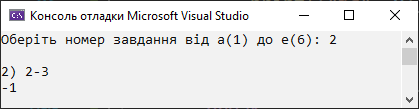 Консоль отладки Microsoft Visual Studio
Оберіть номер завдання від а(1) до е(6): 2
2) 2-3
-1